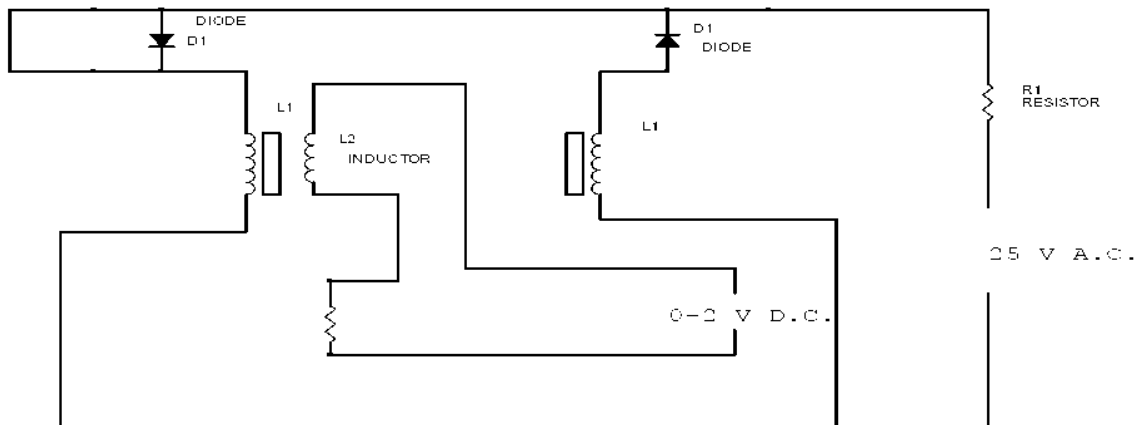 DIODE
D1
D1
DIODE
L1
L2
INDUCTOR
L1
R1
RESISTOR
25 V A.C.
0-2 V D.C.